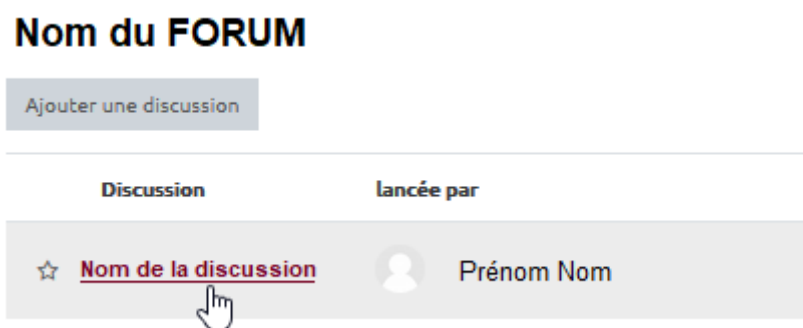 Nom du FORUM
Ajouter une discussion
Discussion lancée par
Nom de la discussion Prénom Nom